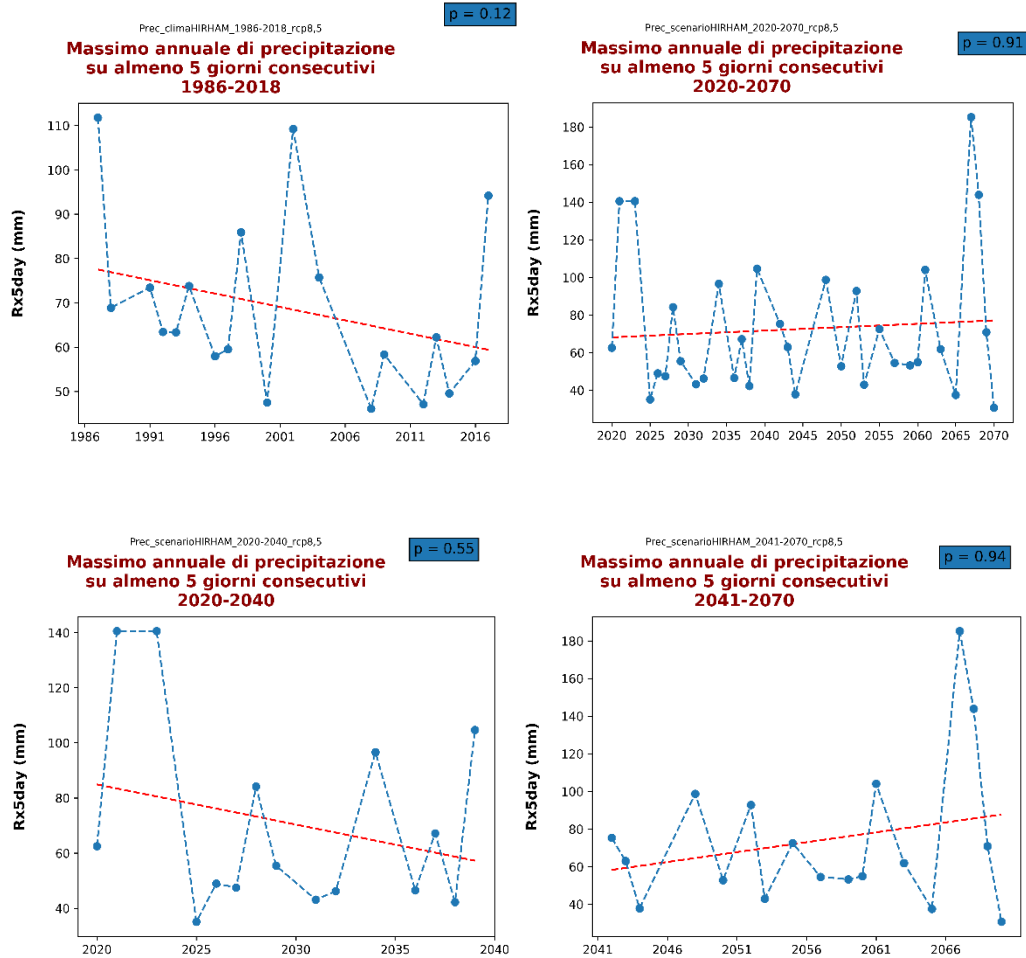 p = 0.12
Prec_climaHIRHAM_1986-2018_rcp8,5
Massimo annuale di precipitazione
su almeno 5 giorni consecutivi
1986-2018
110
100
90
80
70
60
50
Rx5day (mm)
1986 1991 1996 2001 2006 2011 2016
Prec_scenarioHIRHAM_2020-2070_rcp8,5
p = 0.91
Massimo annuale di precipitazione
su almeno 5 giorni consecutivi
2020-2070
180
160
140
120
100
80
60
40
Rx5day (mm)
2020 2025 2030 2035 2040 2045 2050 2055 2060 2065 2070
Prec_scenarioHIRHAM_2020-2040_rcp8,5
p = 0.55
Massimo annuale di precipitazione
su almeno 5 giorni consecutivi
2020-2040
140
120
100
80
60
40
Rx5day (mm)
2020 2025 2030 2035 2040
Prec_scenarioHIRHAM_2041-2070_rcp8,5
p = 0.94
Massimo annuale di precipitazione
su almeno 5 giorni consecutivi
2041-2070
180
160
140
120
100
80
60
40
Rx5day (mm)
2041 2046 2051 2056 2061 2066